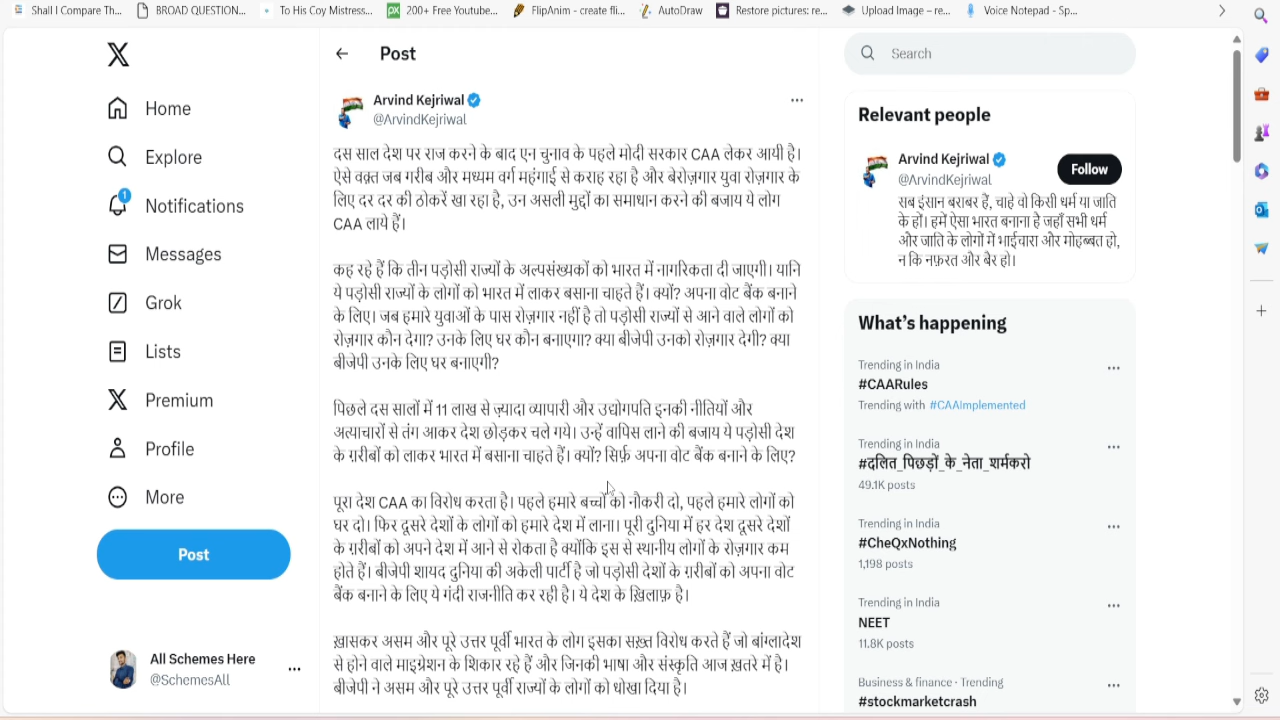 Shall I Compare Th...
BROAD QUESTION...
To His Coy Mistress...
200+ Free Youtube...
FlipAnim - create fli...
AutoDraw
Restore pictures: re...
Upload Image – re...
Voice Notepad - Sp...
Home
Explore
1
Notifications
Messages
Grok
Lists
Premium
Profile
More
Post
All Schemes Here
@SchemesAll
Post
Arvind Kejriwal
@ArvindKejriwal
दस साल देश पर राज करने के बाद एन चुनाव के पहले मोदी सरकार CAA लेकर आयी है।
ऐसे वक़्त जब गरीब और मध्यम वर्ग महंगाई से कराह रहा है और बेरोज़गार युवा रोज़गार के
लिए दर दर की ठोकरें खा रहा है, उन असली मुद्दों का समाधान करने की बजाय ये लोग
CAA लाये हैं।
कह रहे हैं कि तीन पड़ोसी राज्यों के अल्पसंख्यकों को भारत में नागरिकता दी जाएगी। यानि
ये पड़ोसी राज्यों के लोगों को भारत में लाकर बसाना चाहते हैं। क्यों? अपना वोट बैंक बनाने
के लिए। जब हमारे युवाओं के पास रोज़गार नहीं है तो पड़ोसी राज्यों से आने वाले लोगों को
रोज़गार कौन देगा? उनके लिए घर कौन बनाएगा? क्या बीजेपी उनको रोज़गार देगी? क्या
बीजेपी उनके लिए घर बनाएगी?
पिछले दस सालों में 11 लाख से ज़्यादा व्यापारी और उद्योगपति इनकी नीतियों और
अत्याचारों से तंग आकर देश छोड़कर चले गये। उन्हें वापिस लाने की बजाय ये पड़ोसी देश
के ग़रीबों को लाकर भारत में बसाना चाहते हैं। क्यों? सिर्फ़ अपना वोट बैंक बनाने के लिए?
पूरा देश CAA का विरोध करता है। पहले हमारे बच्चों को नौकरी दो, पहले हमारे लोगों को
घर दो। फिर दूसरे देशों के लोगों को हमारे देश में लाना। पूरी दुनिया में हर देश दूसरे देशों
के ग़रीबों को अपने देश में आने से रोकता है क्योंकि इस से स्थानीय लोगों के रोज़गार कम
होते हैं। बीजेपी शायद दुनिया की अकेली पार्टी है जो पड़ोसी देशों के ग़रीबों को अपना वोट
बैंक बनाने के लिए ये गंदी राजनीति कर रही है। ये देश के ख़िलाफ़ है।
ख़ासकर असम और पूरे उत्तर पूर्वी भारत के लोग इसका सख़्त विरोध करते हैं जो बांग्लादेश
से होने वाले माइग्रेशन के शिकार रहे हैं और जिनकी भाषा और संस्कृति आज ख़तरे में है।
बीजेपी ने असम और पूरे उत्तर पूर्वी राज्यों के लोगों को धोखा दिया है।
Search
Relevant people
Arvind Kejriwal
@ArvindKejriwal
Follow
सब इंसान बराबर हैं, चाहे वो किसी धर्म या जाति
के हों। हमें ऐसा भारत बनाना है जहाँ सभी धर्म
और जाति के लोगों में भाईचारा और मोहब्बत हो,
न कि नफ़रत और बैर हो।
What's happening
Trending in India
#CAARules
Trending with #CAAImplemented
Trending in India
#दलित_पिछड़ों_के_नेता_शर्मकरो
49.1K posts
Trending in India
#CheQxNothing
1,198 posts
Trending in India
NEET
11.8K posts
Business & finance · Trending
#stockmarketcrash